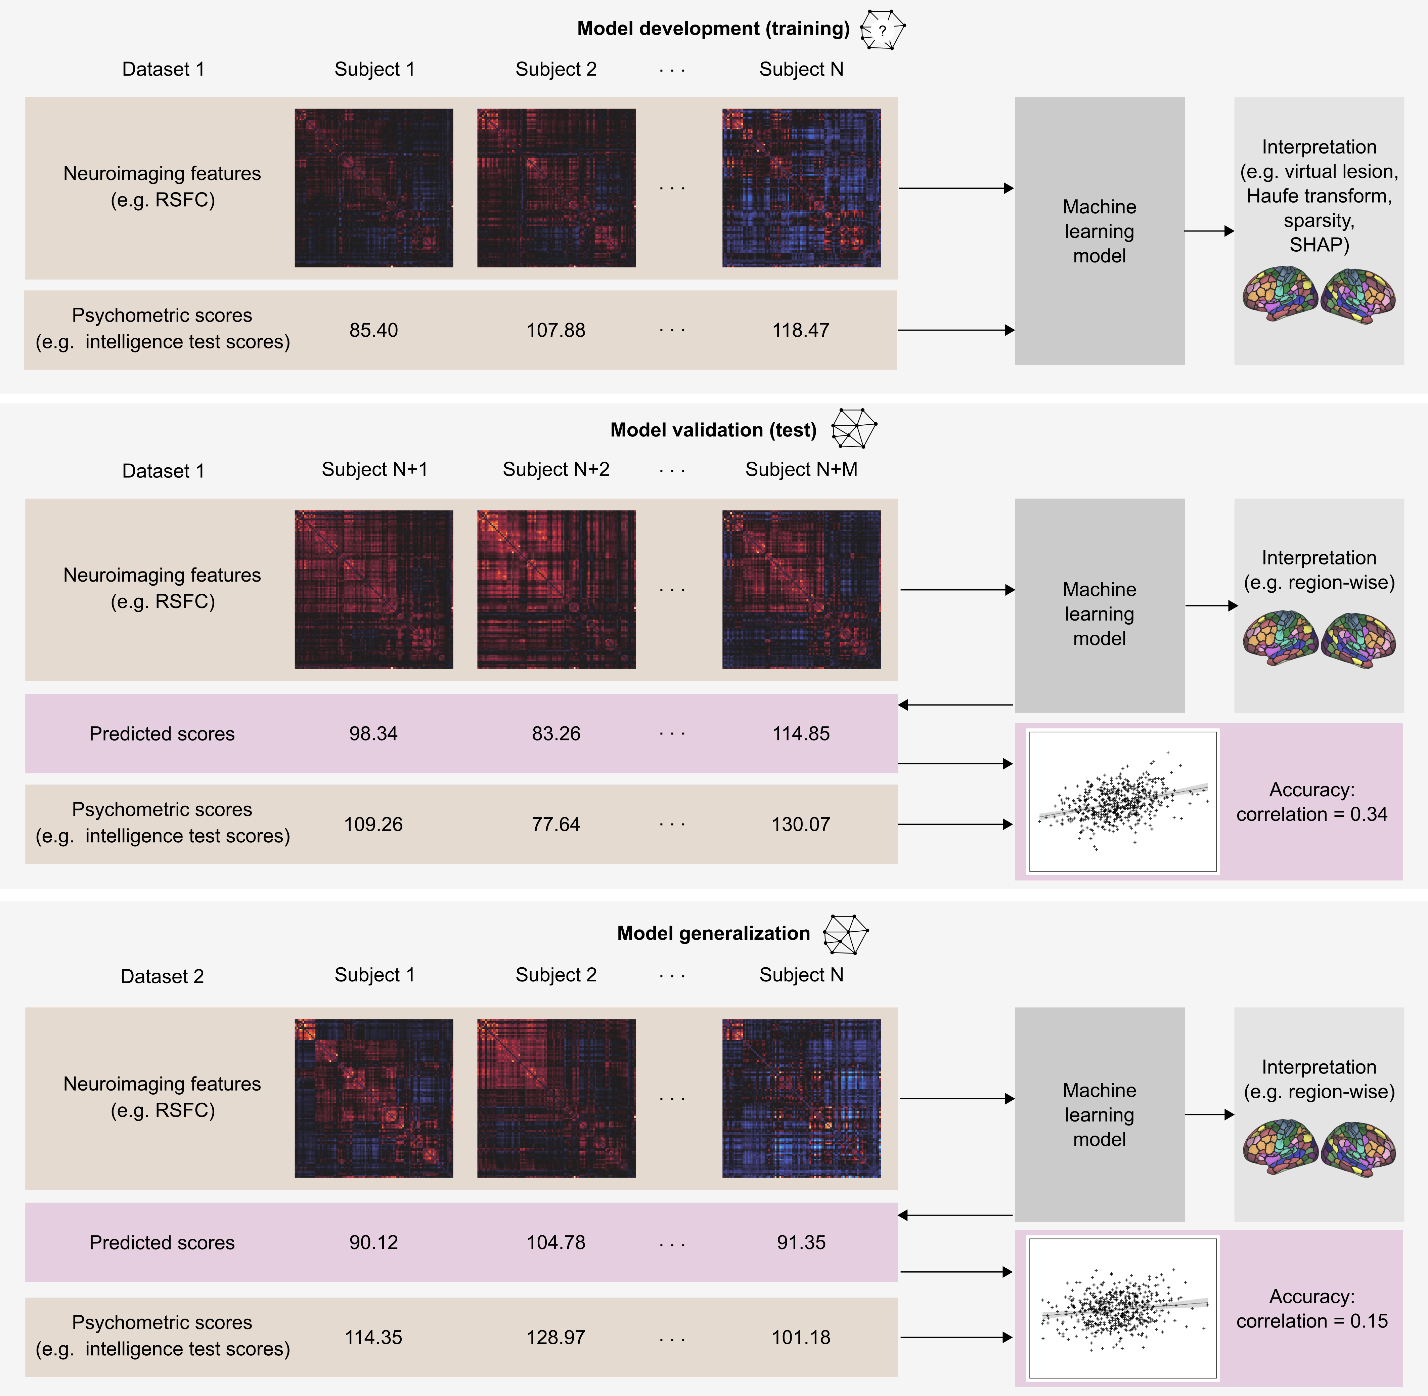 Model development (training)
?
Dataset 1
Subject 1
Subject 2
. . .
Subject N
Neuroimaging features
(e.g. RSFC)
. . .
Psychometric scores
(e.g. intelligence test scores)
85.40
107.88
. . .
118.47
Machine
learning
model
Interpretation
(e.g. virtual lesion,
Haufe transform,
sparsity,
SHAP)
Model validation (test)
Dataset 1
Subject N+1
Subject N+2
. . .
Subject N+M
Neuroimaging features
(e.g. RSFC)
. . .
Machine
learning
model
Interpretation
(e.g. region-wise)
Predicted scores
98.34
83.26
. . .
114.85
Psychometric scores
(e.g. intelligence test scores)
109.26
77.64
. . .
130.07
Accuracy:
correlation = 0.34
Model generalization
Dataset 2
Subject 1
Subject 2
. . .
Subject N
Neuroimaging features
(e.g. RSFC)
. . .
Machine
learning
model
Interpretation
(e.g. region-wise)
Predicted scores
90.12
104.78
. . .
91.35
Psychometric scores
(e.g. intelligence test scores)
114.35
128.97
. . .
101.18
Accuracy:
correlation = 0.15